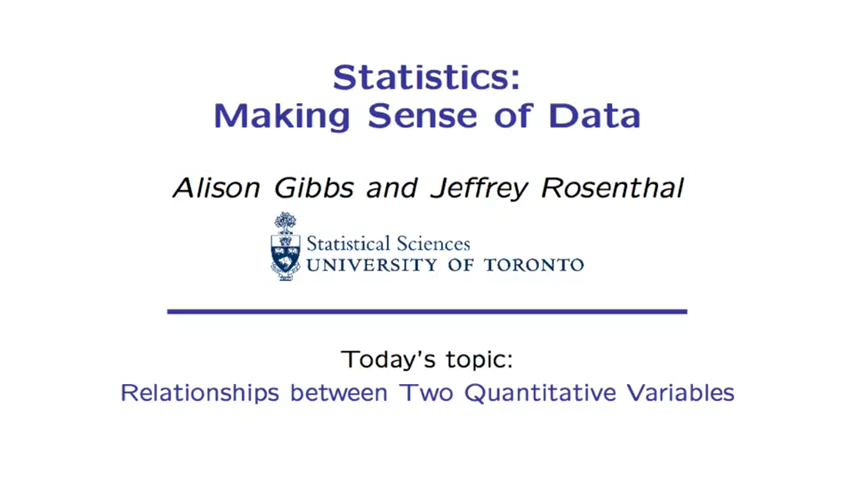 Statistics:
Making Sense of Data
Alison Gibbs and Jeffrey Rosenthal
Statistical Sciences
UNIVERSITY OF TORONTO
Today's topic:
Relationships between Two Quantitative Variables